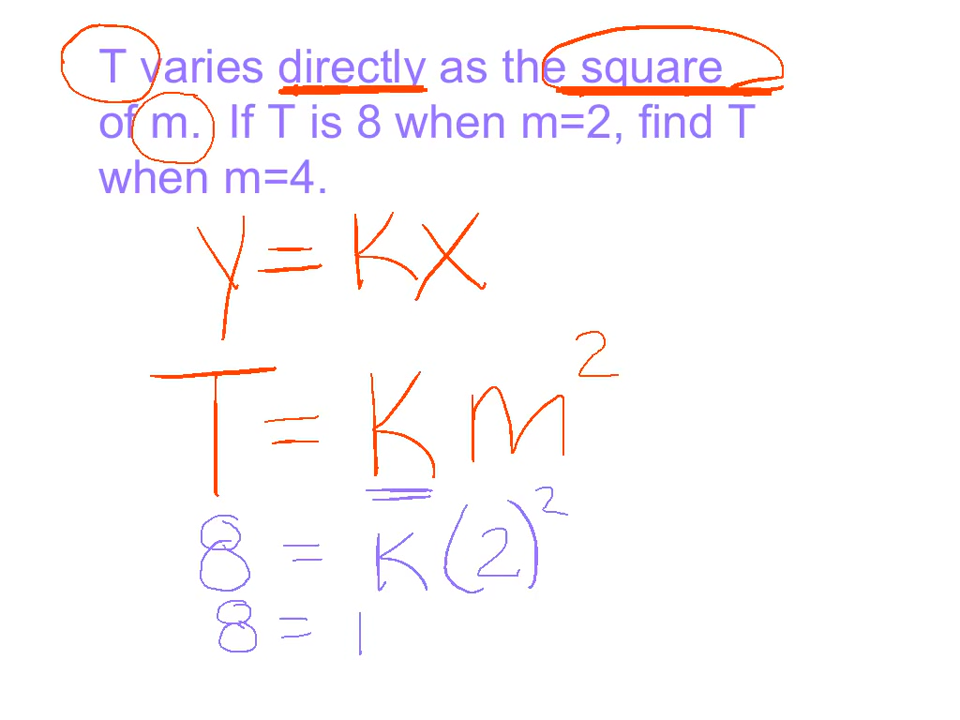 T varies directly as the square
of m. If T is 8 when m=2, find T
when m=4.
y = Kx
T = Km²
8 = K(2)²
8 =